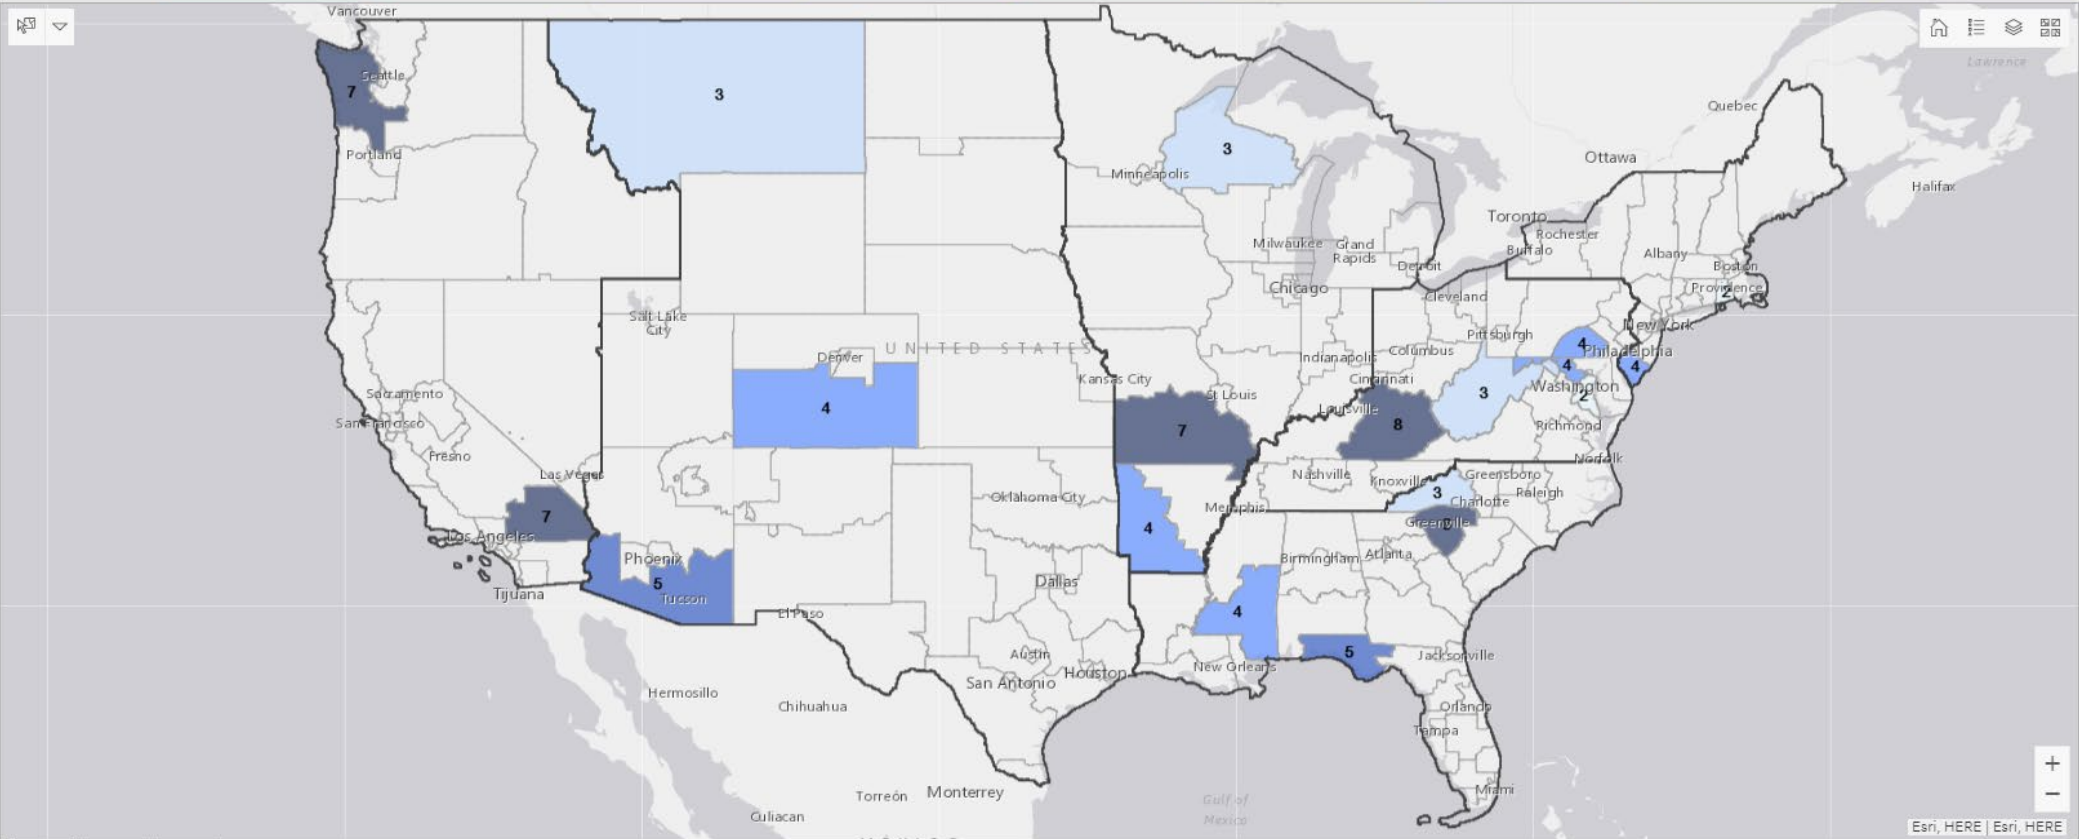 Vancouver
Lawrence
Seattle
7
3
Quebec
3
Portland
Minneapolis
Ottawa
Halifax
Toronto
Rochester
Buffalo
Milwaukee
Grand
Rapids
Albany
Detroit
Boston
Chicago
Cleveland
Providence
2
Salt Lake
City
New York
Pittsburgh
UNITED STATES
Denver
Indianapolis
Columbus
4
Philadelphia
4
4
Kansas City
Cincinnati
Washington
Sacramento
St Louis
3
2
4
Louisville
San Francisco
7
8
Richmond
Fresno
Norfolk
Las Vegas
Nashville
Knoxville
Greensboro
Oklahoma City
3
Raleigh
Charlotte
Memphis
7
Greenville
4
Los Angeles
Phoenix
Birmingham
Atlanta
5
Dallas
Tijuana
Tucson
El Paso
4
Austin
5
Jacksonville
New Orleans
Houston
San Antonio
Hermosillo
Chihuahua
Orlando
Tampa
Miami
Torreón
Monterrey
Gulf of
Mexico
Culiacan
Esri, HERE | Esri, HERE